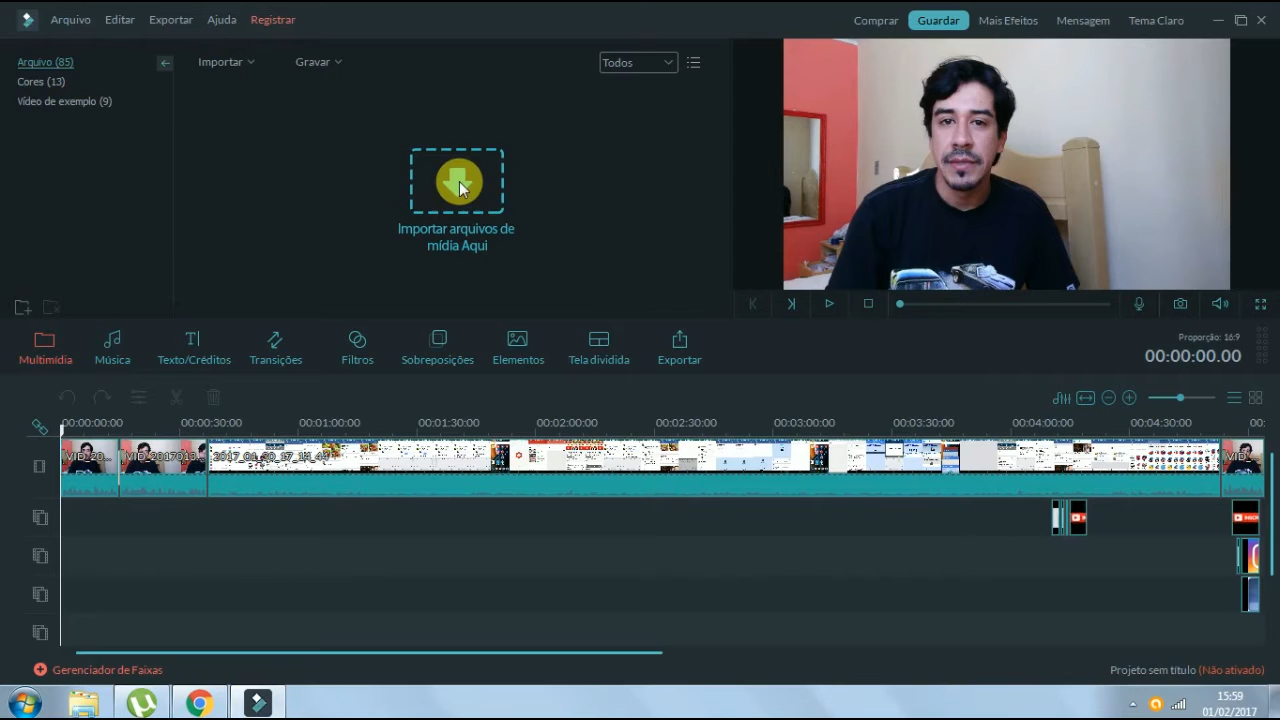 Arquivo Editar Exportar Ajuda Registrar Comprar Guardar Mais Efeitos Mensagem Tema Claro
Arquivo (85) Importar Gravar Todos
Cores (13)
Vídeo de exemplo (9)
Importar arquivos de
mídia Aqui
Multimídia Música Texto/Créditos Transições Filtros Sobreposições Elementos Tela dividida Exportar
Proporção: 16:9
00:00:00.00
00:00:00:00 00:00:30:00 00:01:00:00 00:01:30:00 00:02:00:00 00:02:30:00 00:03:00:00 00:03:30:00 00:04:00:00 00:04:30:00 00:
Gerenciador de Faixas Projeto sem título (Não ativado)
15:59
01/02/2017